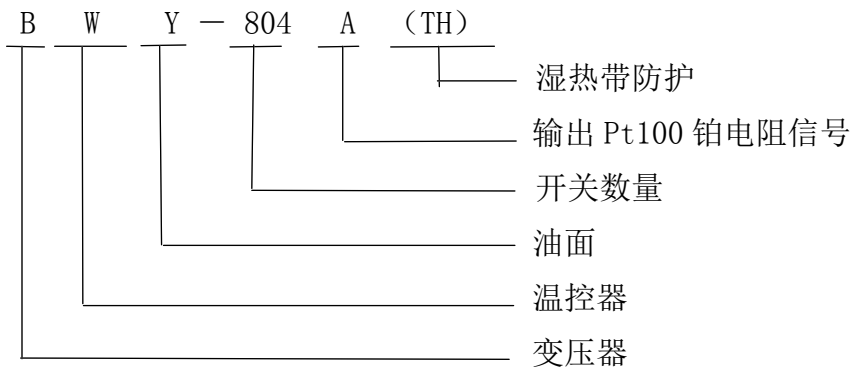 B W Y － 804 A （TH）
湿热带防护
输出 Pt100 铂电阻信号
开关数量
油面
温控器
变压器